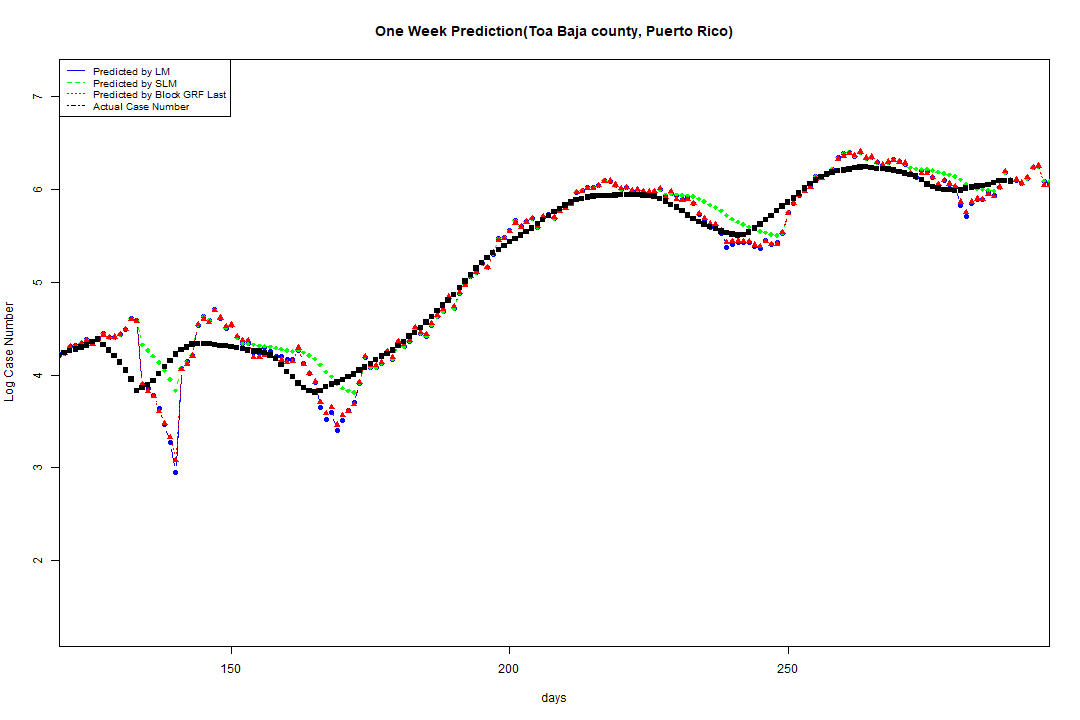 One Week Prediction(Toa Baja county, Puerto Rico)
Predicted by LM
Predicted by SLM
Predicted by Block GRF Last
Actual Case Number
7
6
5
4
3
2
Log Case Number
150 200 250
days